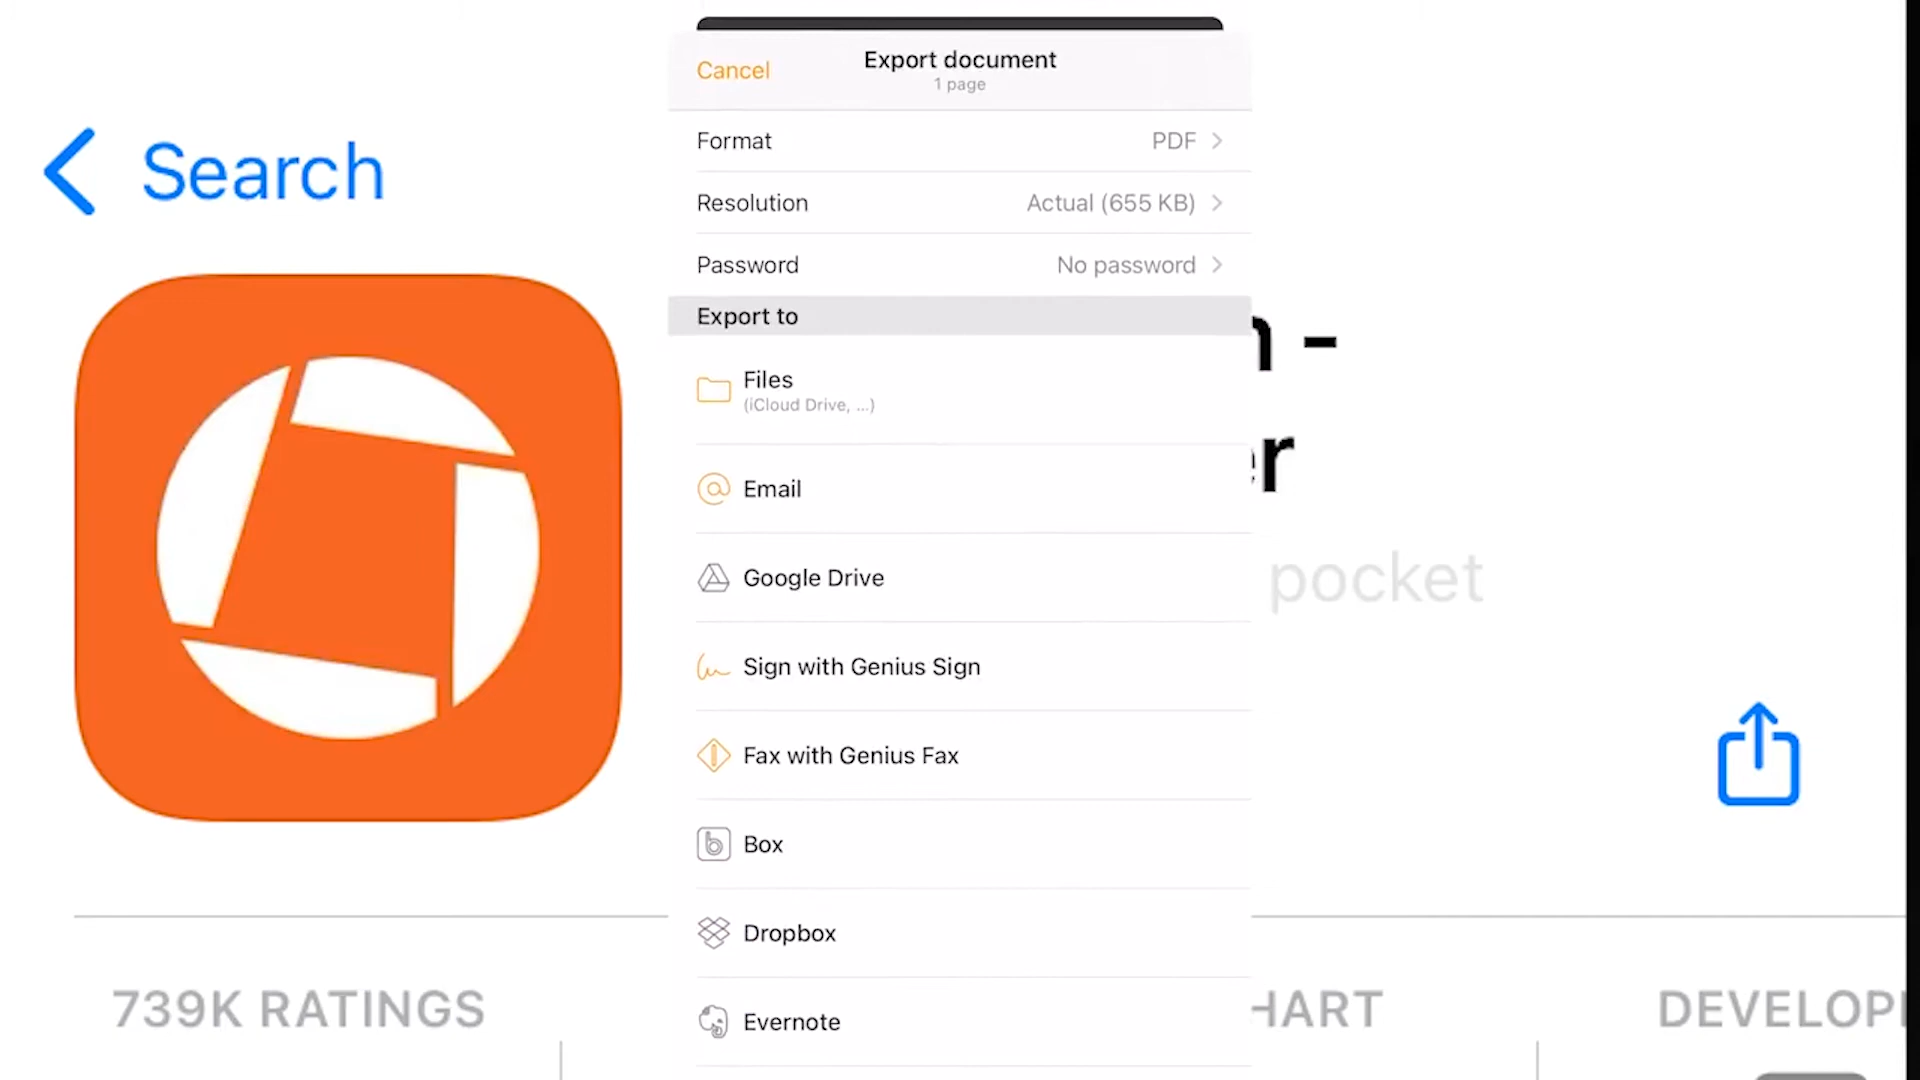 Search
739K RATINGS
Cancel
Export document
1 page
Format
PDF
Resolution
Actual (655 KB)
Password
No password
Export to
Files
(iCloud Drive, ...)
Email
Google Drive
Sign with Genius Sign
Fax with Genius Fax
Box
Dropbox
Evernote
-
pocket